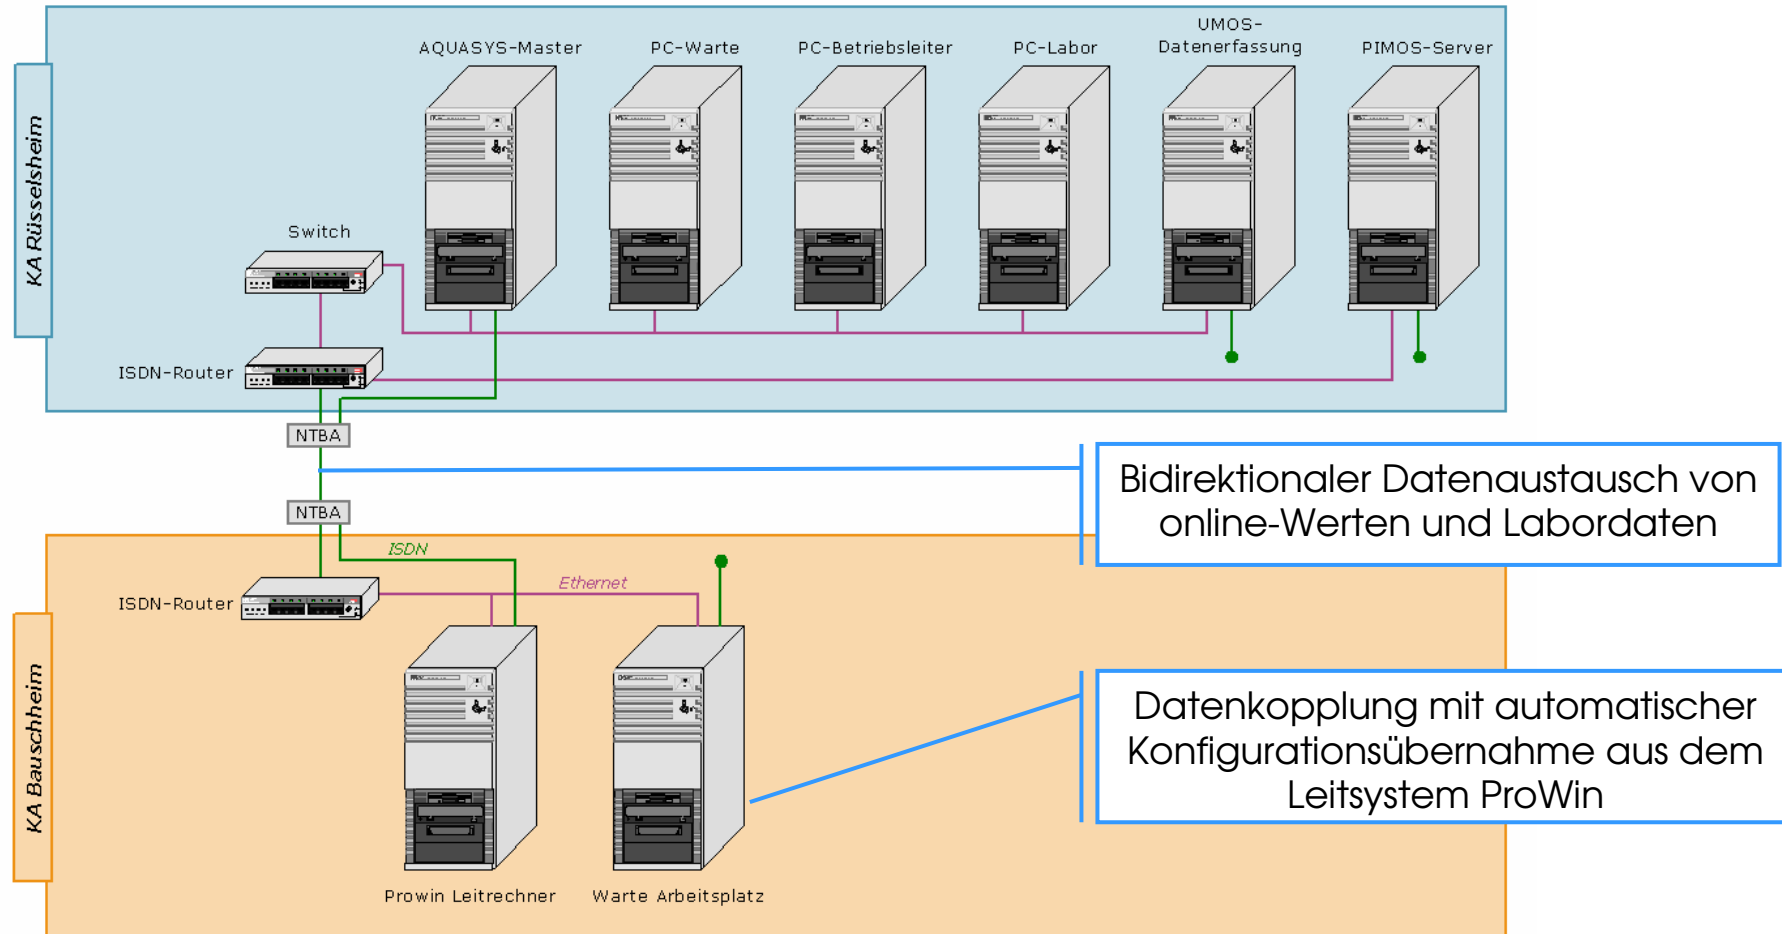 KA Rüsselsheim
AQUASYS-Master
PC-Warte
PC-Betriebsleiter
PC-Labor
UMOS-
Datenerfassung
PIMOS-Server
Switch
ISDN-Router
NTBA
Bidirektionaler Datenaustausch von
online-Werten und Labordaten
NTBA
KA Bauschheim
ISDN
Ethernet
ISDN-Router
Datenkopplung mit automatischer
Konfigurationsübernahme aus dem
Leitsystem ProWin
Prowin Leitrechner
Warte Arbeitsplatz